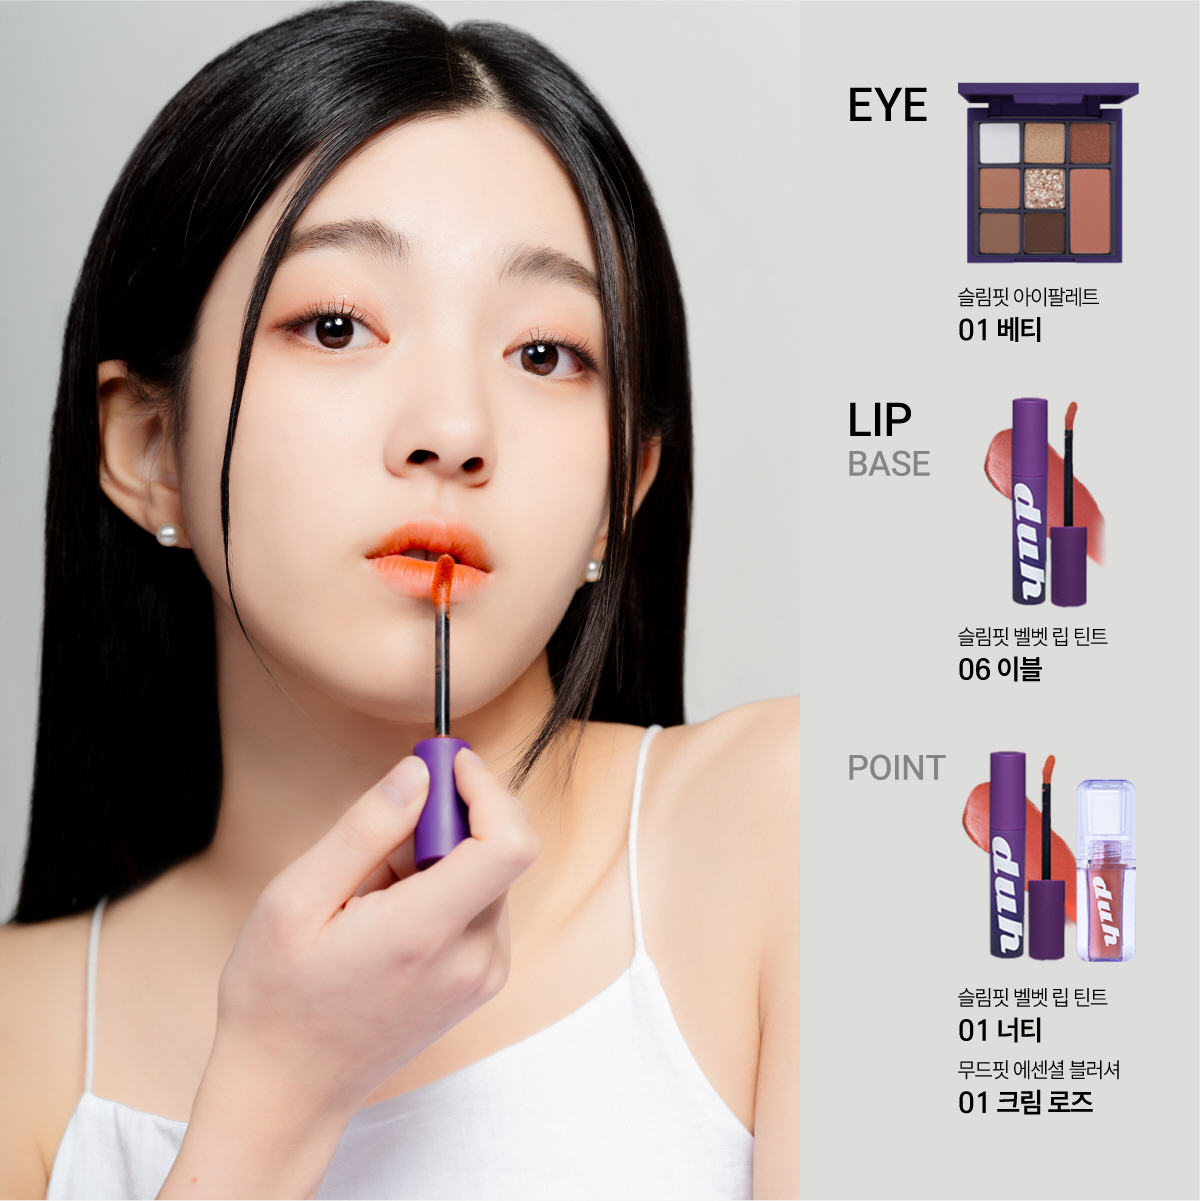 EYE
슬림핏 아이팔레트
01 베티
LIP
BASE
duh
슬림핏 벨벳 립 틴트
06 이블
POINT
duh
duh
슬림핏 벨벳 립 틴트
01 너티
무드핏 에센셜 블러셔
01 크림 로즈